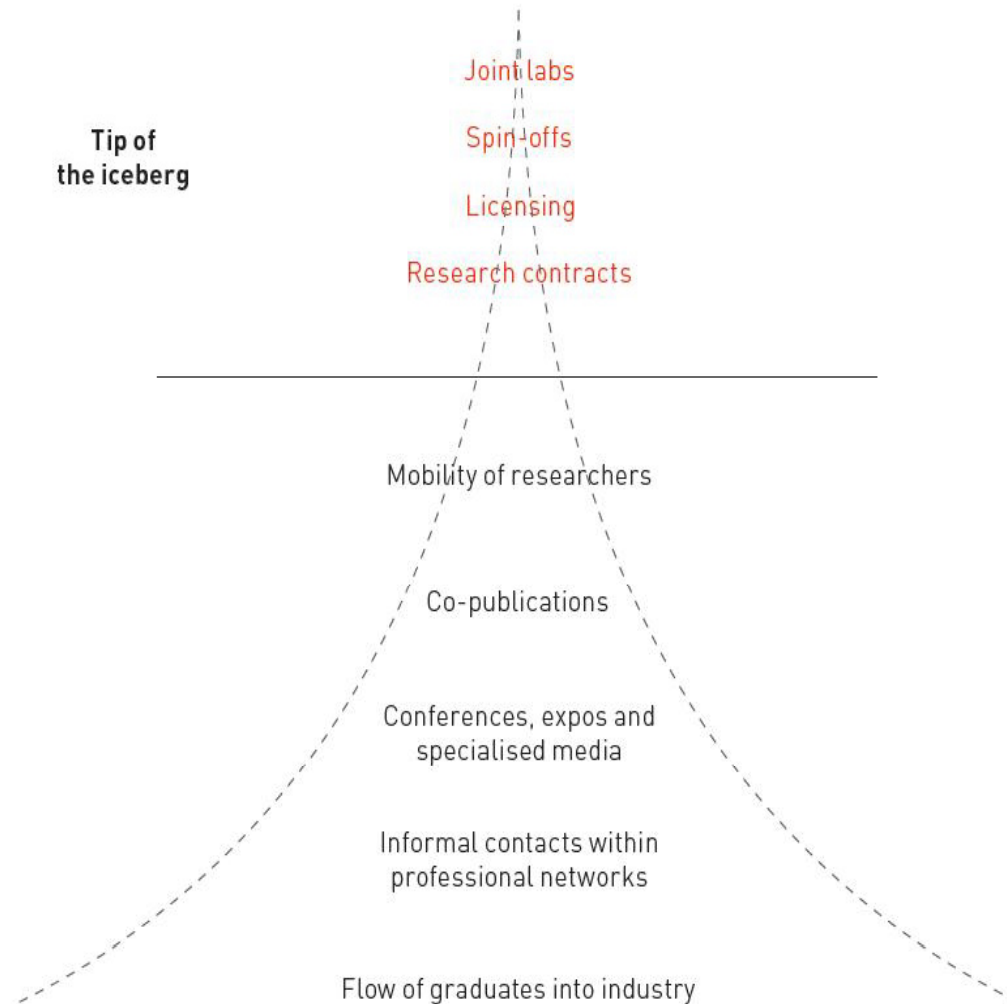 Joint labs
Tip of
the iceberg
Spin-offs
Licensing
Research contracts
Mobility of researchers
Co-publications
Conferences, expos and
specialised media
Informal contacts within
professional networks
Flow of graduates into industry